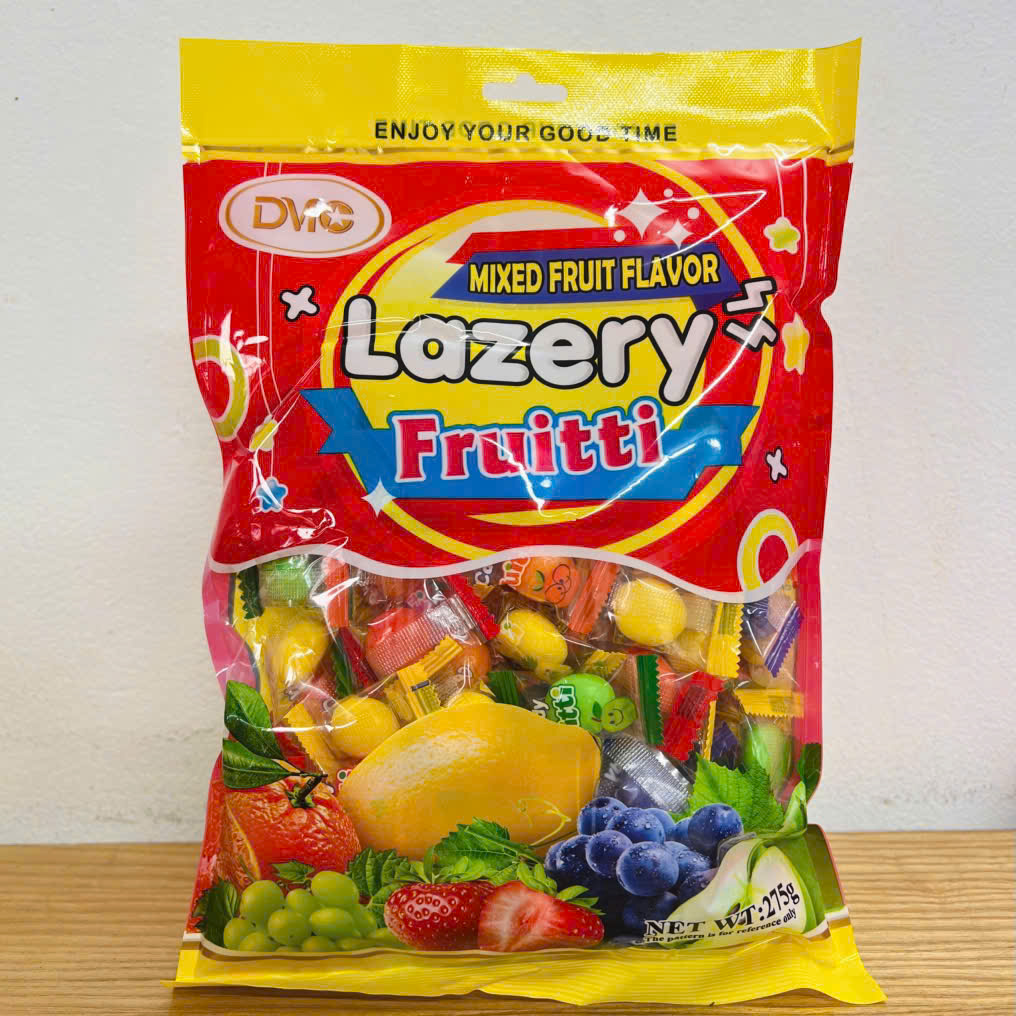 ENJOY YOUR GOOD TIME
DMC
MIXED FRUIT FLAVOR
Lazery
Fruitti
NET WT:275g
The pattern is for reference only